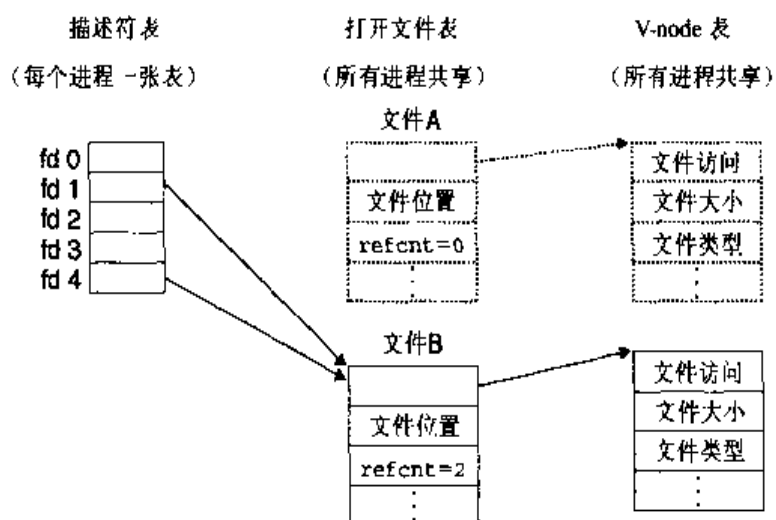 描述符表
打开文件表
V-node 表
（每个进程一张表）
（所有进程共享）
（所有进程共享）
文件A
fd 0
fd 1
fd 2
fd 3
fd 4
文件位置
refcnt=0
⋮
文件访问
文件大小
文件类型
⋮
文件B
文件位置
refcnt=2
⋮
文件访问
文件大小
文件类型
⋮